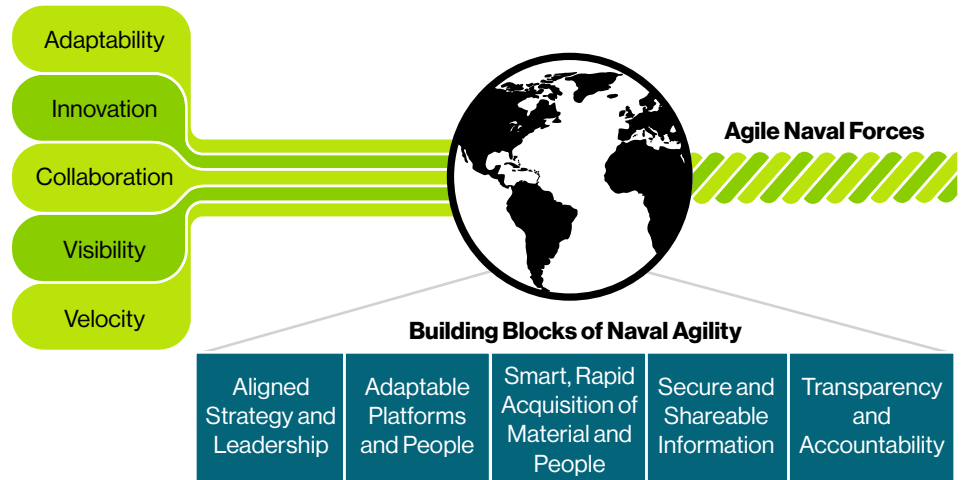 Adaptability
Innovation
Collaboration
Visibility
Velocity
Agile Naval Forces
Building Blocks of Naval Agility
Aligned
Strategy and
Leadership
Adaptable
Platforms
and People
Smart, Rapid
Acquisition of
Material and
People
Secure and
Shareable
Information
Transparency
and
Accountability